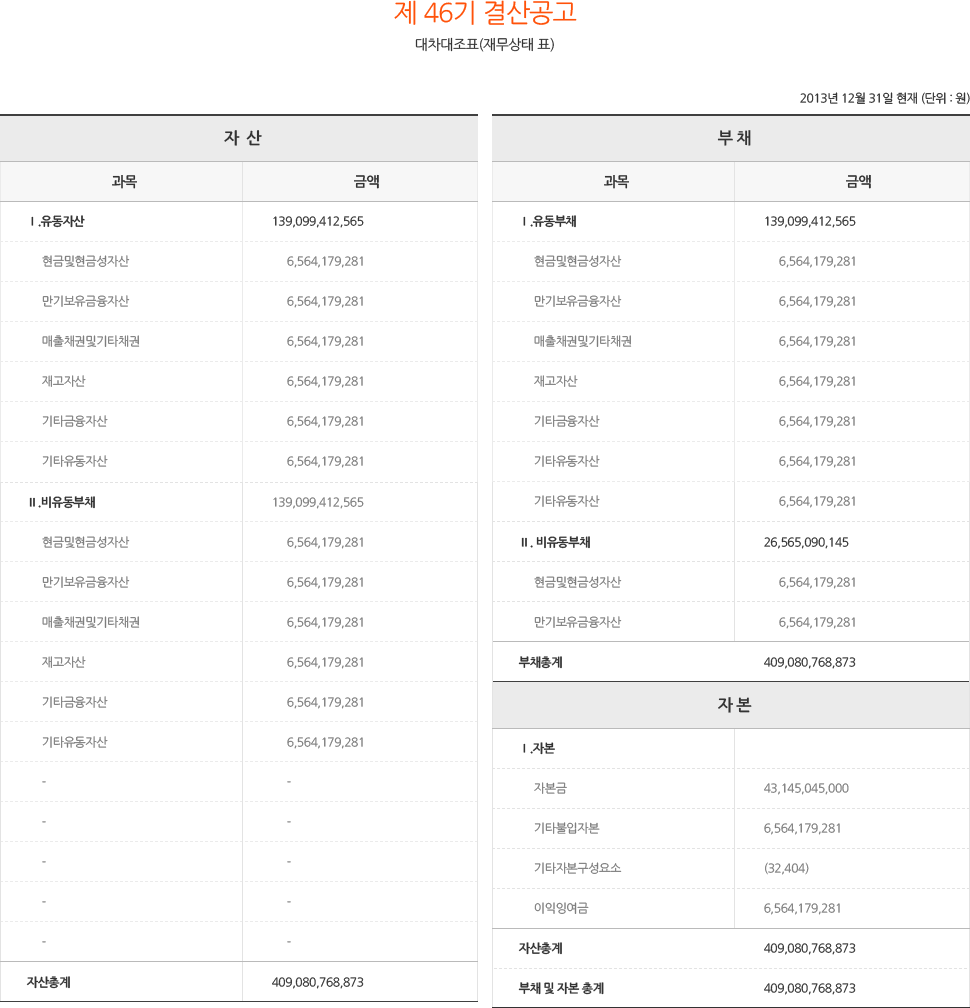 제 46기 결산공고
대차대조표(재무상태 표)
2013년 12월 31일 현재 (단위 : 원)
자 산
과목 금액
Ⅰ.유동자산 139,099,412,565
현금및현금성자산 6,564,179,281
만기보유금융자산 6,564,179,281
매출채권및기타채권 6,564,179,281
재고자산 6,564,179,281
기타금융자산 6,564,179,281
기타유동자산 6,564,179,281
Ⅱ.비유동부채 139,099,412,565
현금및현금성자산 6,564,179,281
만기보유금융자산 6,564,179,281
매출채권및기타채권 6,564,179,281
재고자산 6,564,179,281
기타금융자산 6,564,179,281
기타유동자산 6,564,179,281
- -
- -
- -
- -
- -
자산총계 409,080,768,873
부 채
과목 금액
Ⅰ.유동부채 139,099,412,565
현금및현금성자산 6,564,179,281
만기보유금융자산 6,564,179,281
매출채권및기타채권 6,564,179,281
재고자산 6,564,179,281
기타금융자산 6,564,179,281
기타유동자산 6,564,179,281
기타유동자산 6,564,179,281
Ⅱ. 비유동부채 26,565,090,145
현금및현금성자산 6,564,179,281
만기보유금융자산 6,564,179,281
부채총계 409,080,768,873
자 본
Ⅰ.자본
자본금 43,145,045,000
기타불입자본 6,564,179,281
기타자본구성요소 (32,404)
이익잉여금 6,564,179,281
자산총계 409,080,768,873
부채 및 자본 총계 409,080,768,873